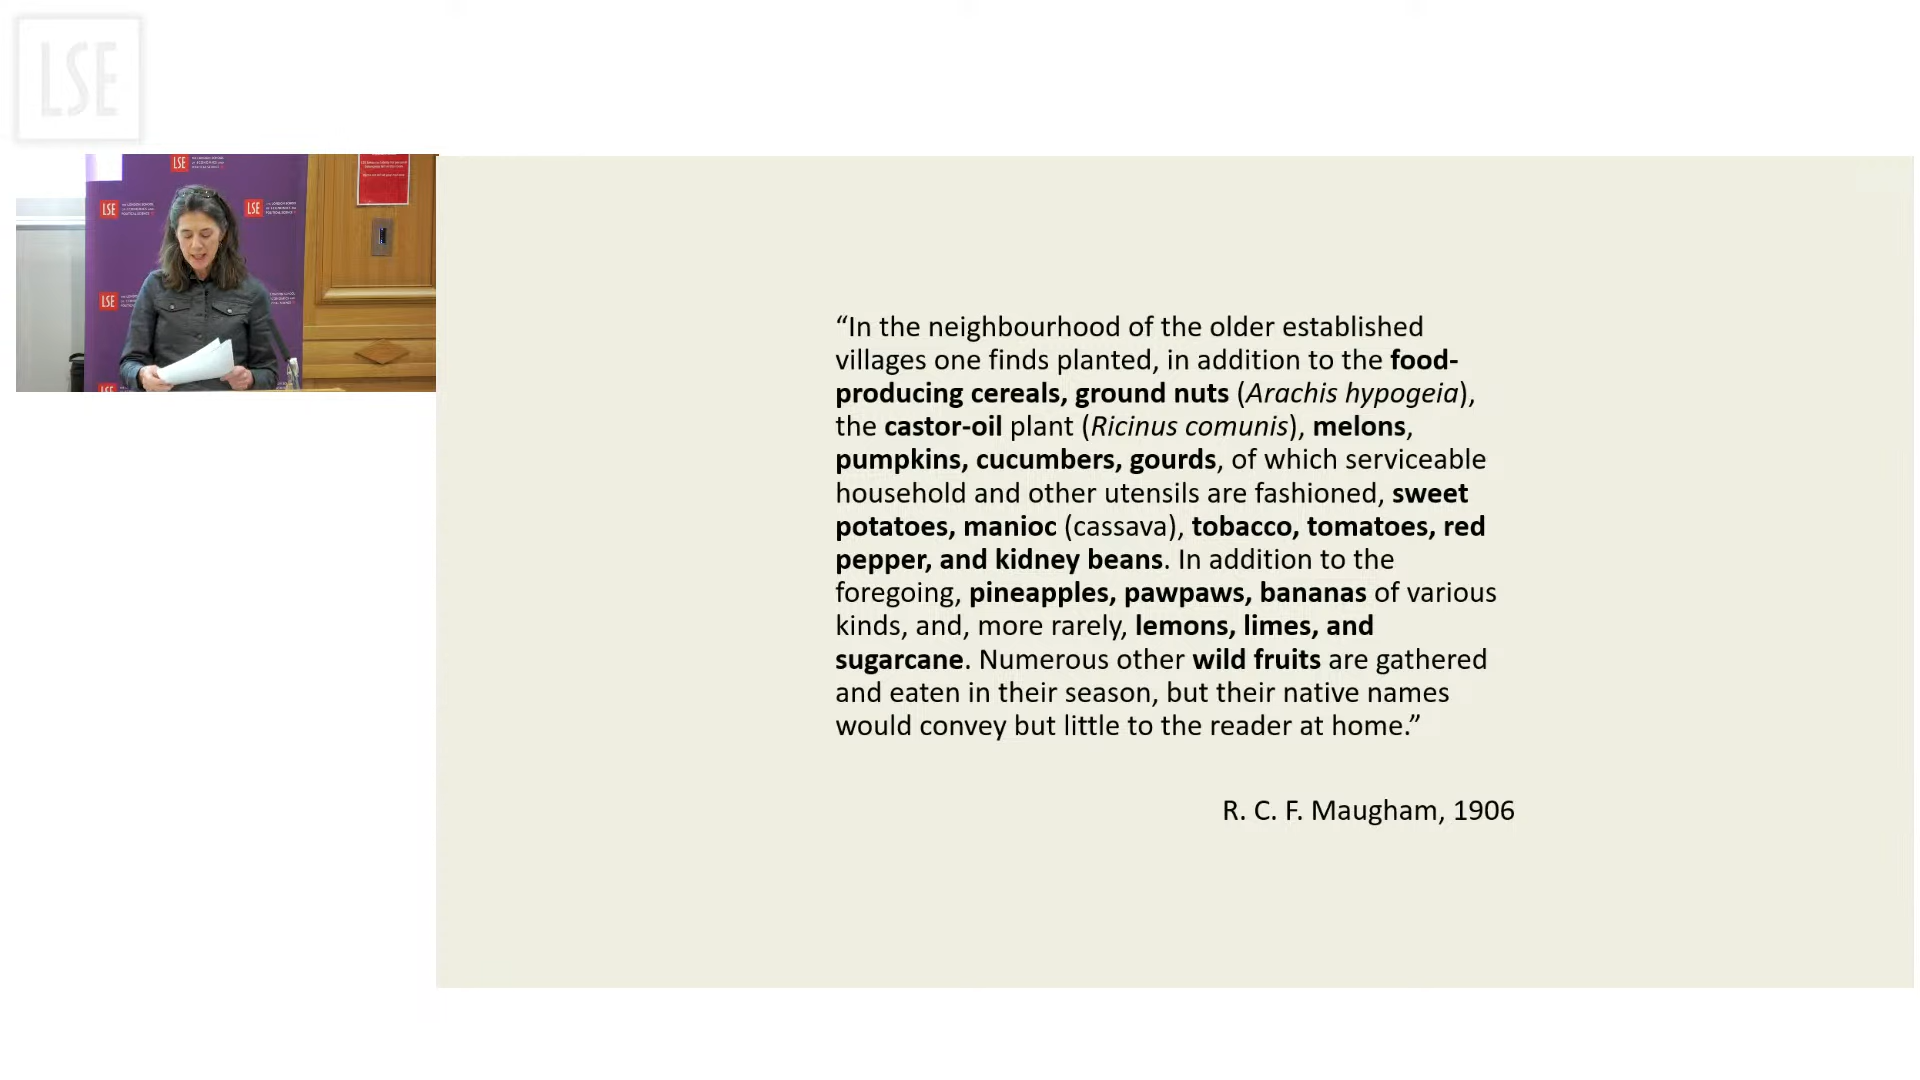 LSE
LSE
LSE
LSE
LSE
“In the neighbourhood of the older established
villages one finds planted, in addition to the food-
producing cereals, ground nuts (Arachis hypogeia),
the castor-oil plant (Ricinus comunis), melons,
pumpkins, cucumbers, gourds, of which serviceable
household and other utensils are fashioned, sweet
potatoes, manioc (cassava), tobacco, tomatoes, red
pepper, and kidney beans. In addition to the
foregoing, pineapples, pawpaws, bananas of various
kinds, and, more rarely, lemons, limes, and
sugarcane. Numerous other wild fruits are gathered
and eaten in their season, but their native names
would convey but little to the reader at home.”
R. C. F. Maugham, 1906